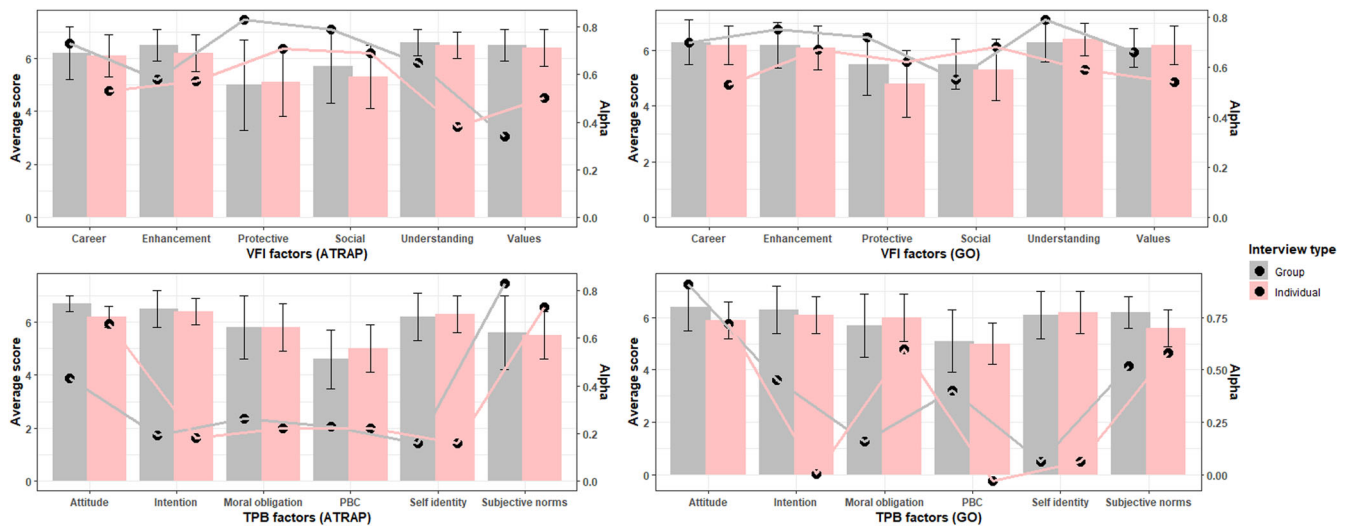 Average score
6
4
2
0
0.8
0.6
0.4
0.2
0.0
Alpha
Career Enhancement Protective Social Understanding Values
VFI factors (ATRAP)
Average score
6
4
2
0
0.8
0.6
0.4
0.2
0.0
Alpha
Career Enhancement Protective Social Understanding Values
VFI factors (GO)
Average score
6
4
2
0
0.8
0.6
0.4
0.2
0.0
Alpha
Attitude Intention Moral obligation PBC Self identity Subjective norms
TPB factors (ATRAP)
Average score
6
4
2
0
0.75
0.50
0.25
0.00
Alpha
Attitude Intention Moral obligation PBC Self identity Subjective norms
TPB factors (GO)
Interview type
Group
Individual